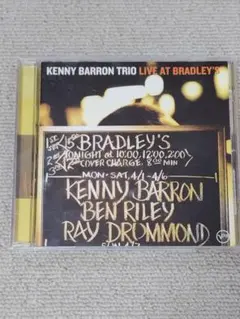 KENNY BARRON TRIO LIVE AT BRADLEY'S
BRADLEY'S
TONIGHT at 10:00, 12:00, 2:00
COVER CHARGE
MON-SAT, 4/1-4/6
KENNY BARRON
BEN RILEY
RAY DRUMMOND